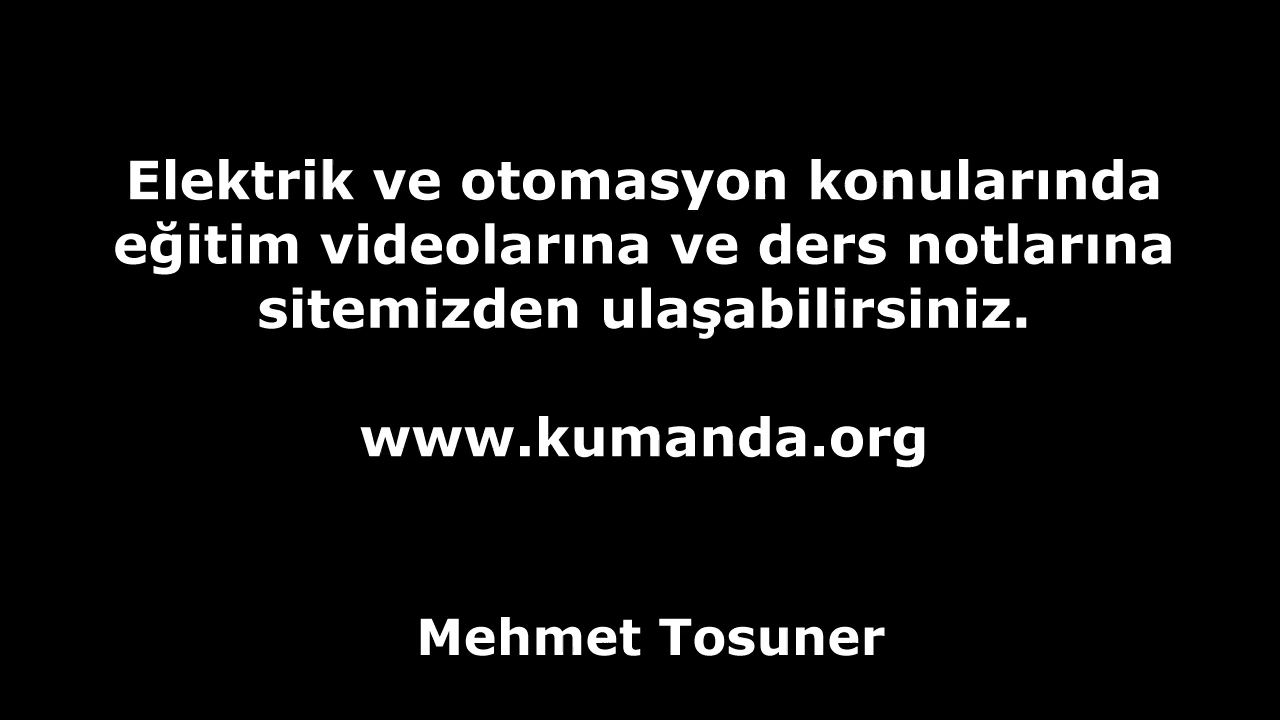 Elektrik ve otomasyon konularında
eğitim videolarına ve ders notlarına
sitemizden ulaşabilirsiniz.
www.kumanda.org
Mehmet Tosuner